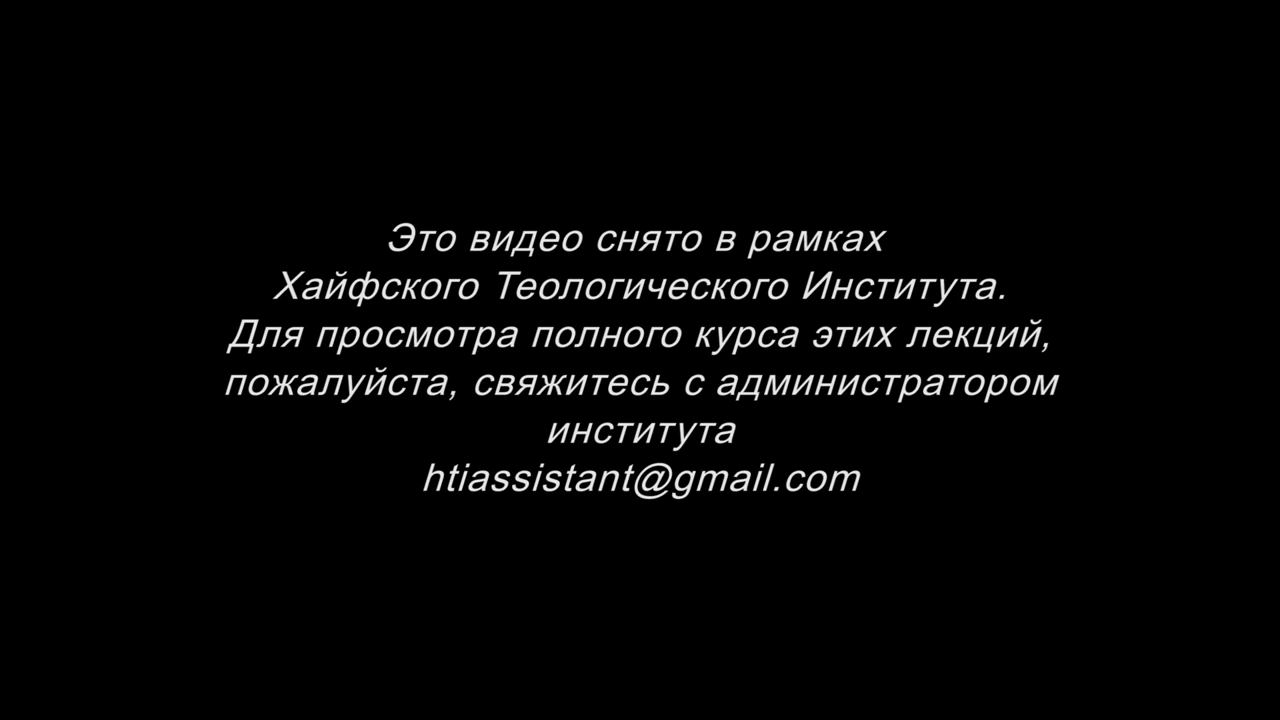 Это видео снято в рамках
Хайфского Теологического Института.
Для просмотра полного курса этих лекций,
пожалуйста, свяжитесь с администратором
института
htiassistant@gmail.com